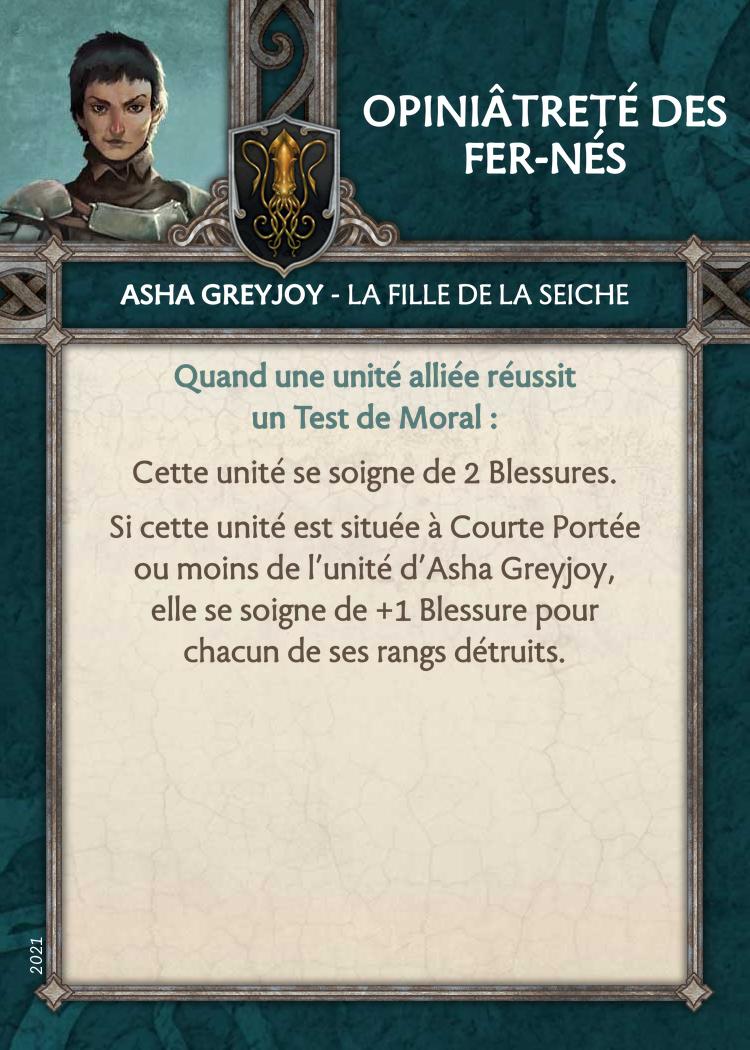 OPINIÂTRETÉ DES
FER-NÉS
ASHA GREYJOY - LA FILLE DE LA SEICHE
Quand une unité alliée réussit
un Test de Moral :
Cette unité se soigne de 2 Blessures.
Si cette unité est située à Courte Portée
ou moins de l'unité d'Asha Greyjoy,
elle se soigne de +1 Blessure pour
chacun de ses rangs détruits.
2021